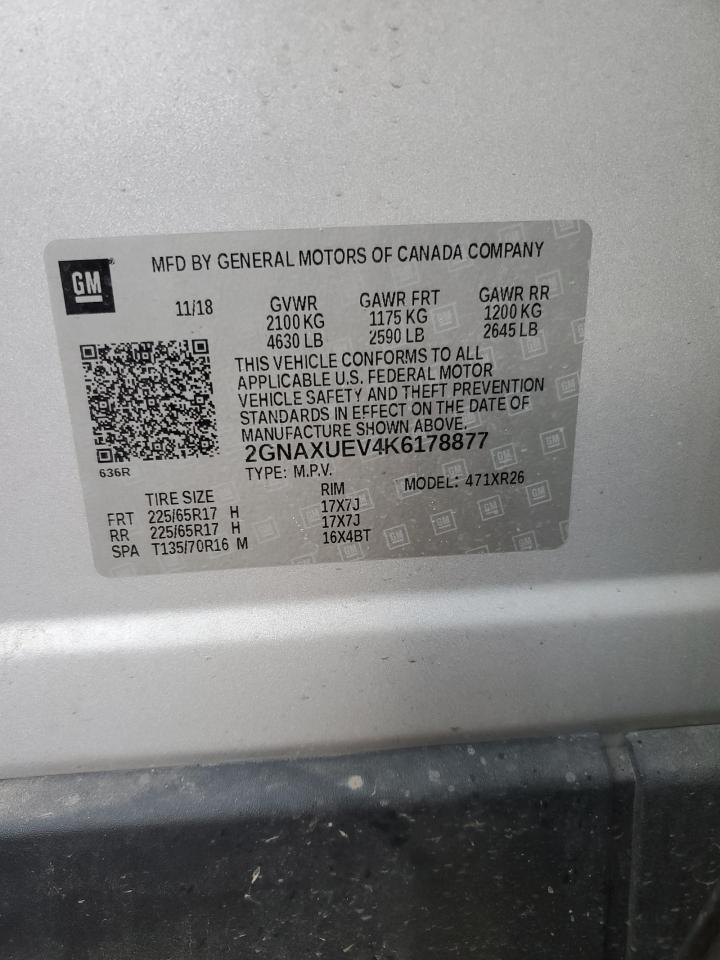 GM
MFD BY GENERAL MOTORS OF CANADA COMPANY
11/18 GVWR GAWR FRT GAWR RR
2100 KG 1175 KG 1200 KG
4630 LB 2590 LB 2645 LB
THIS VEHICLE CONFORMS TO ALL
APPLICABLE U.S. FEDERAL MOTOR
VEHICLE SAFETY AND THEFT PREVENTION
STANDARDS IN EFFECT ON THE DATE OF
MANUFACTURE SHOWN ABOVE.
2GNAXUEV4K6178877
636R
TYPE: M.P.V. MODEL: 471XR26
TIRE SIZE RIM
FRT 225/65R17 H 17X7J
RR 225/65R17 H 17X7J
SPA T135/70R16 M 16X4BT